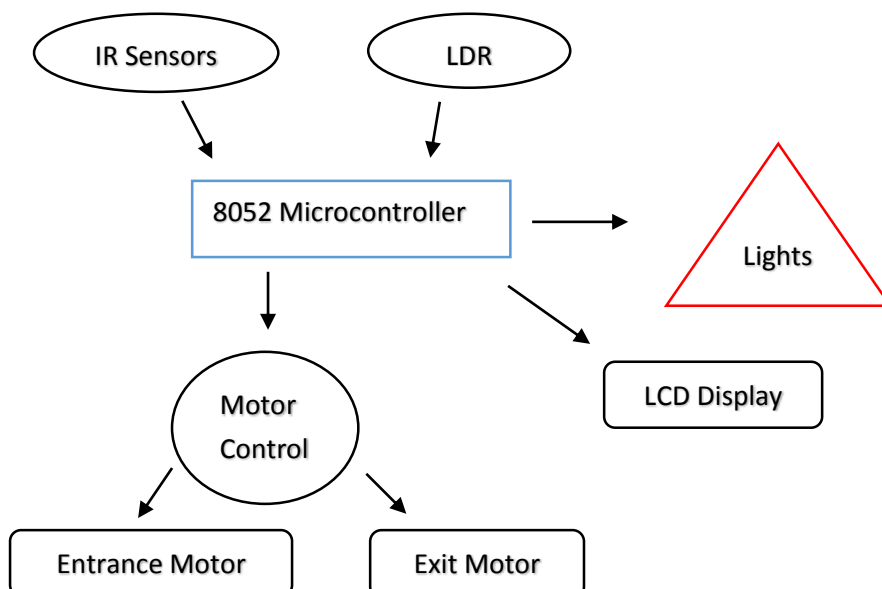 IR Sensors
LDR
8052 Microcontroller
Lights
LCD Display
Motor
Control
Entrance Motor
Exit Motor